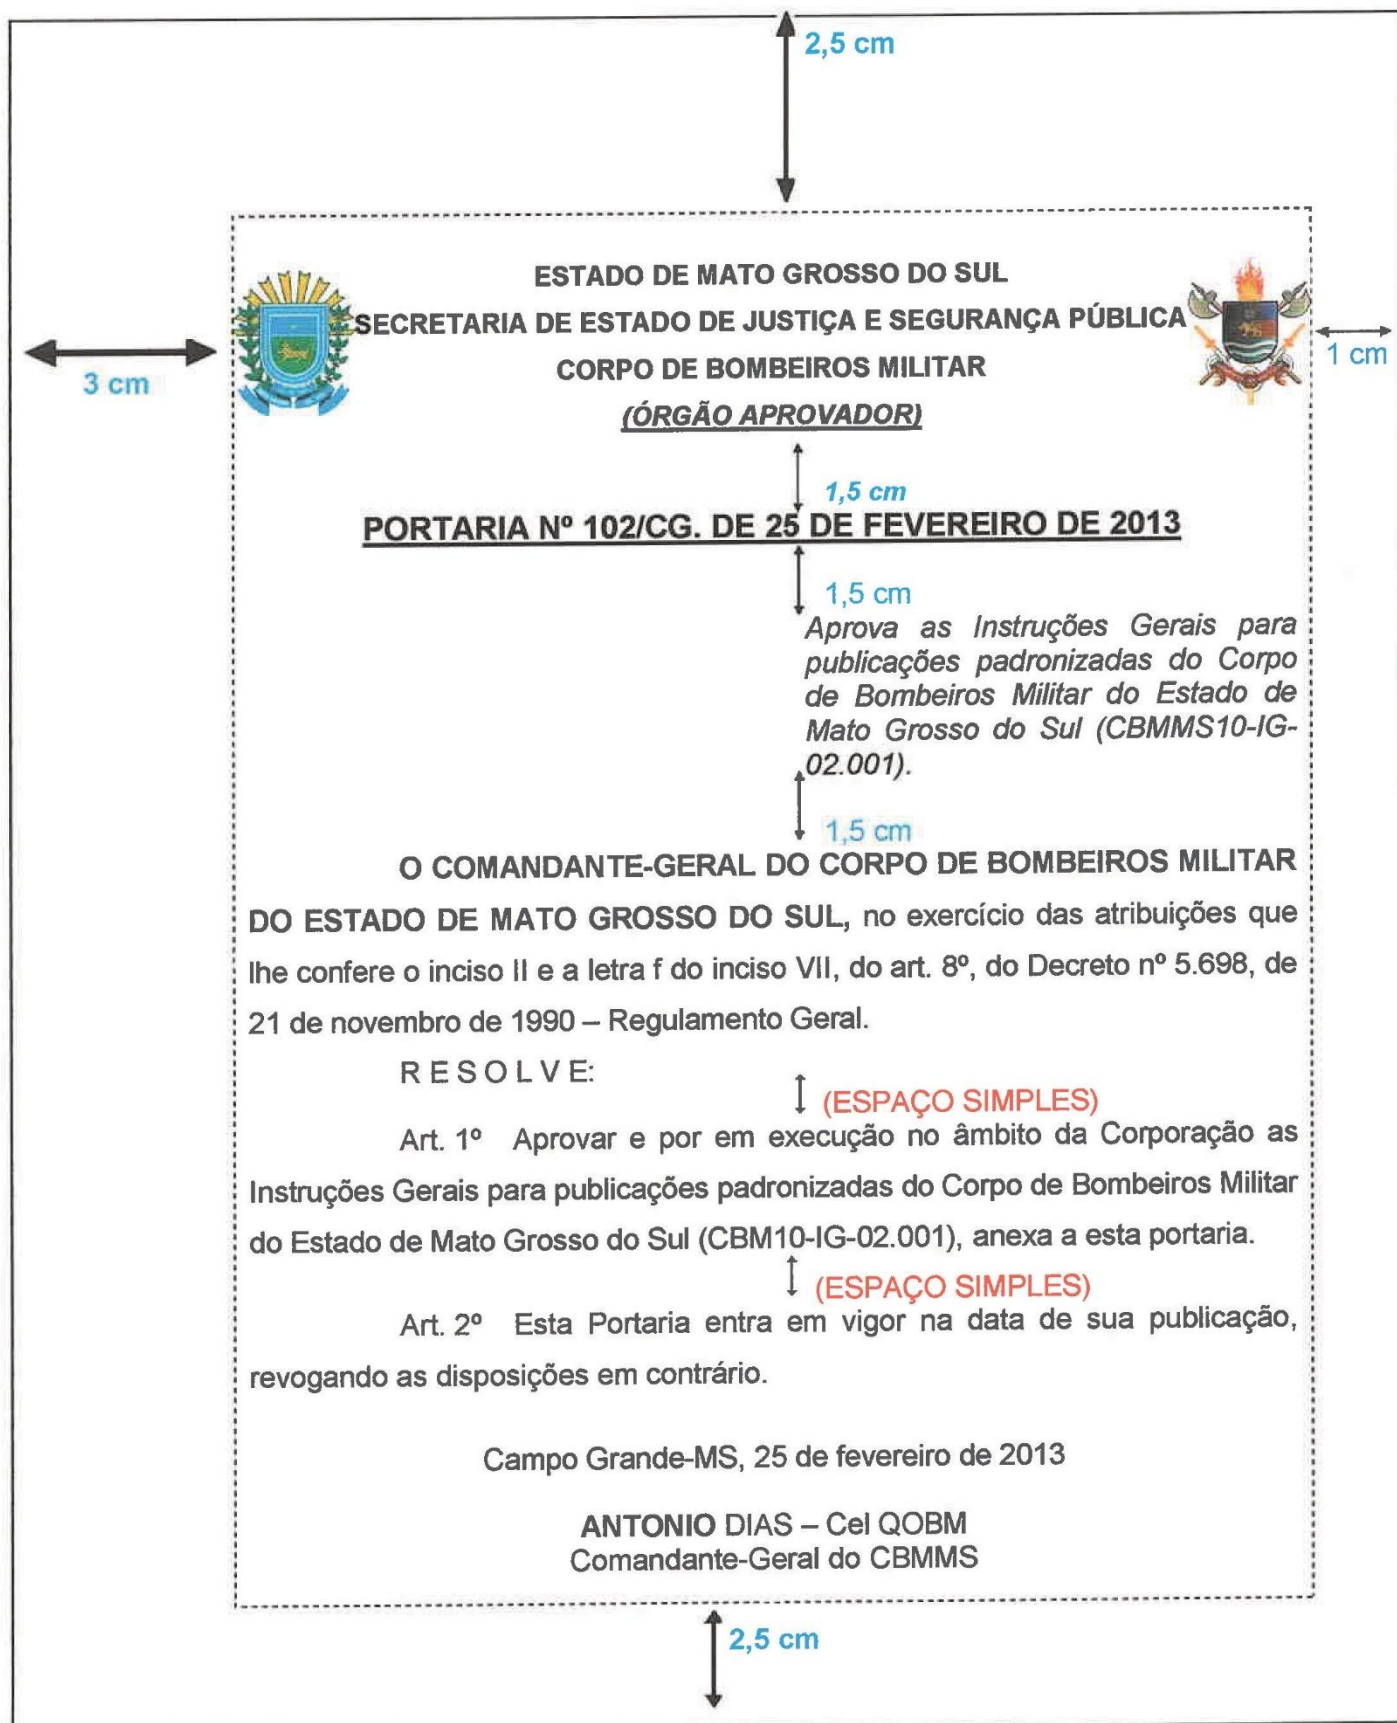 2,5 cm
ESTADO DE MATO GROSSO DO SUL
SECRETARIA DE ESTADO DE JUSTIÇA E SEGURANÇA PÚBLICA
CORPO DE BOMBEIROS MILITAR
(ÓRGÃO APROVADOR)
3 cm
1 cm
1,5 cm
PORTARIA Nº 102/CG. DE 25 DE FEVEREIRO DE 2013
1,5 cm
Aprova as Instruções Gerais para
publicações padronizadas do Corpo
de Bombeiros Militar do Estado de
Mato Grosso do Sul (CBMMS10-IG-
02.001).
1,5 cm
O COMANDANTE-GERAL DO CORPO DE BOMBEIROS MILITAR
DO ESTADO DE MATO GROSSO DO SUL, no exercício das atribuições que
lhe confere o inciso II e a letra f do inciso VII, do art. 8º, do Decreto nº 5.698, de
21 de novembro de 1990 – Regulamento Geral.
R E S O L V E:
(ESPAÇO SIMPLES)
Art. 1º Aprovar e por em execução no âmbito da Corporação as
Instruções Gerais para publicações padronizadas do Corpo de Bombeiros Militar
do Estado de Mato Grosso do Sul (CBM10-IG-02.001), anexa a esta portaria.
(ESPAÇO SIMPLES)
Art. 2º Esta Portaria entra em vigor na data de sua publicação,
revogando as disposições em contrário.
Campo Grande-MS, 25 de fevereiro de 2013
ANTONIO DIAS – Cel QOBM
Comandante-Geral do CBMMS
2,5 cm